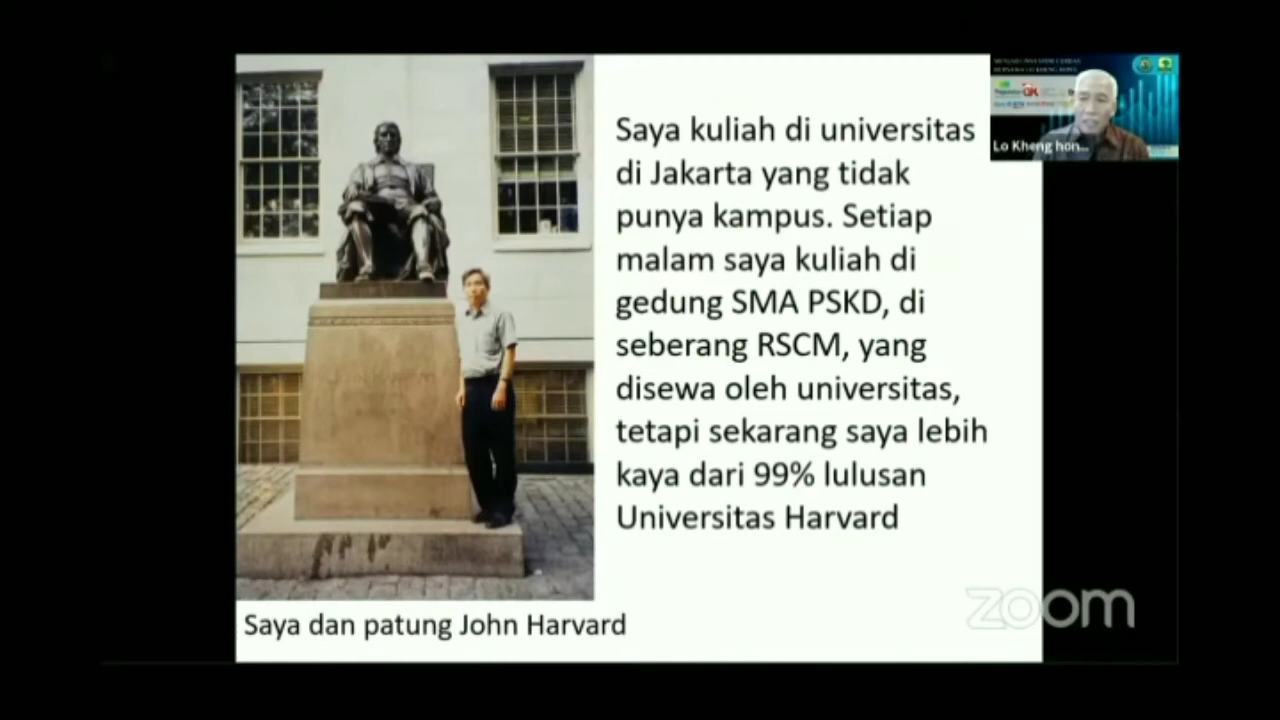 Saya kuliah di universitas
di Jakarta yang tidak
punya kampus. Setiap
malam saya kuliah di
gedung SMA PSKD, di
seberang RSCM, yang
disewa oleh universitas,
tetapi sekarang saya lebih
kaya dari 99% lulusan
Universitas Harvard
Saya dan patung John Harvard
Lo Kheng hon...
zoom